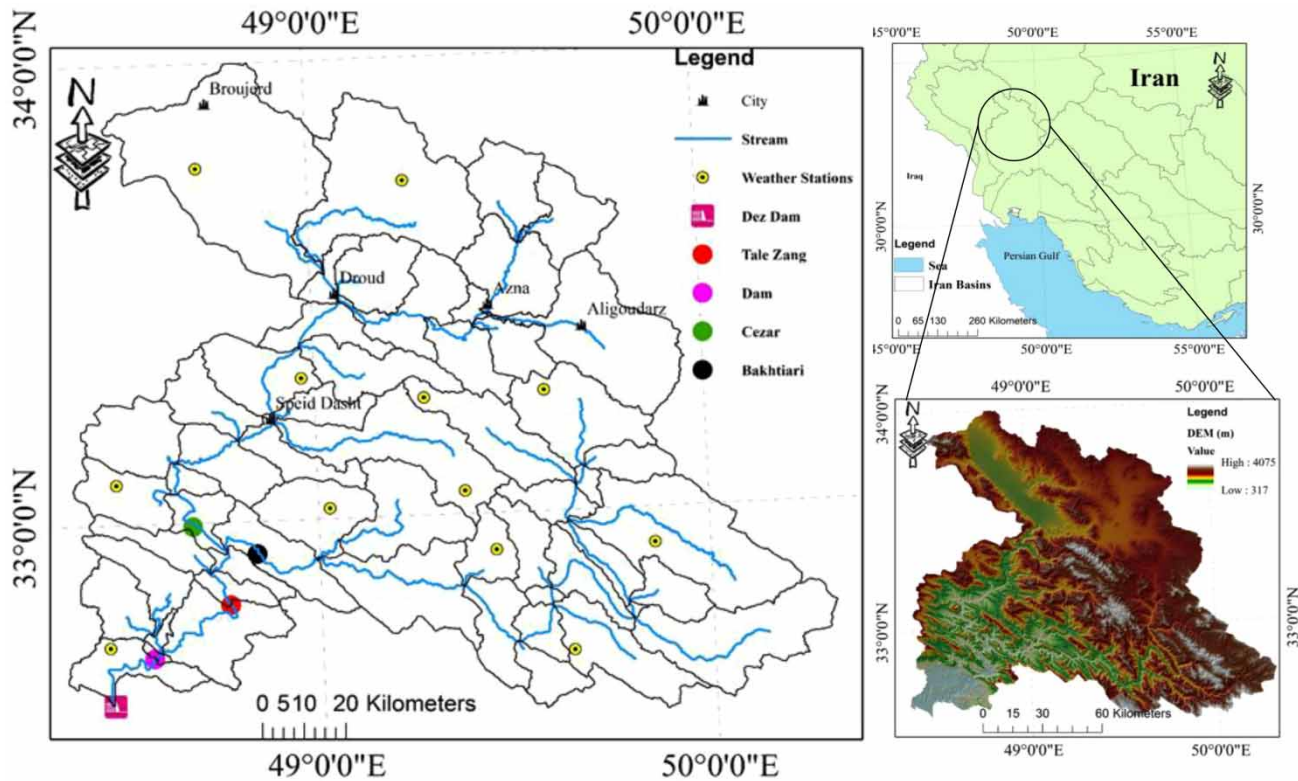 49°0'0"E
50°0'0"E
34°0'0"N
33°0'0"N
N
Broujerd
Droud
Azna
Aligoudarz
Speid Dasht
Legend
City
Stream
Weather Stations
Dez Dam
Tale Zang
Dam
Cezar
Bakhtiari
0 510 20 Kilometers
49°0'0"E
50°0'0"E
45°0'0"E
50°0'0"E
55°0'0"E
Iran
N
Iraq
30°0'0"N
30°0'0"N
Legend
Persian Gulf
Sea
Iran Basins
0 65 130 260 Kilometers
45°0'0"E
50°0'0"E
55°0'0"E
49°0'0"E
50°0'0"E
34°0'0"N
33°0'0"N
33°0'0"N
N
Legend
DEM (m)
Value
High : 4075
Low : 317
0 15 30 60 Kilometers
49°0'0"E
50°0'0"E